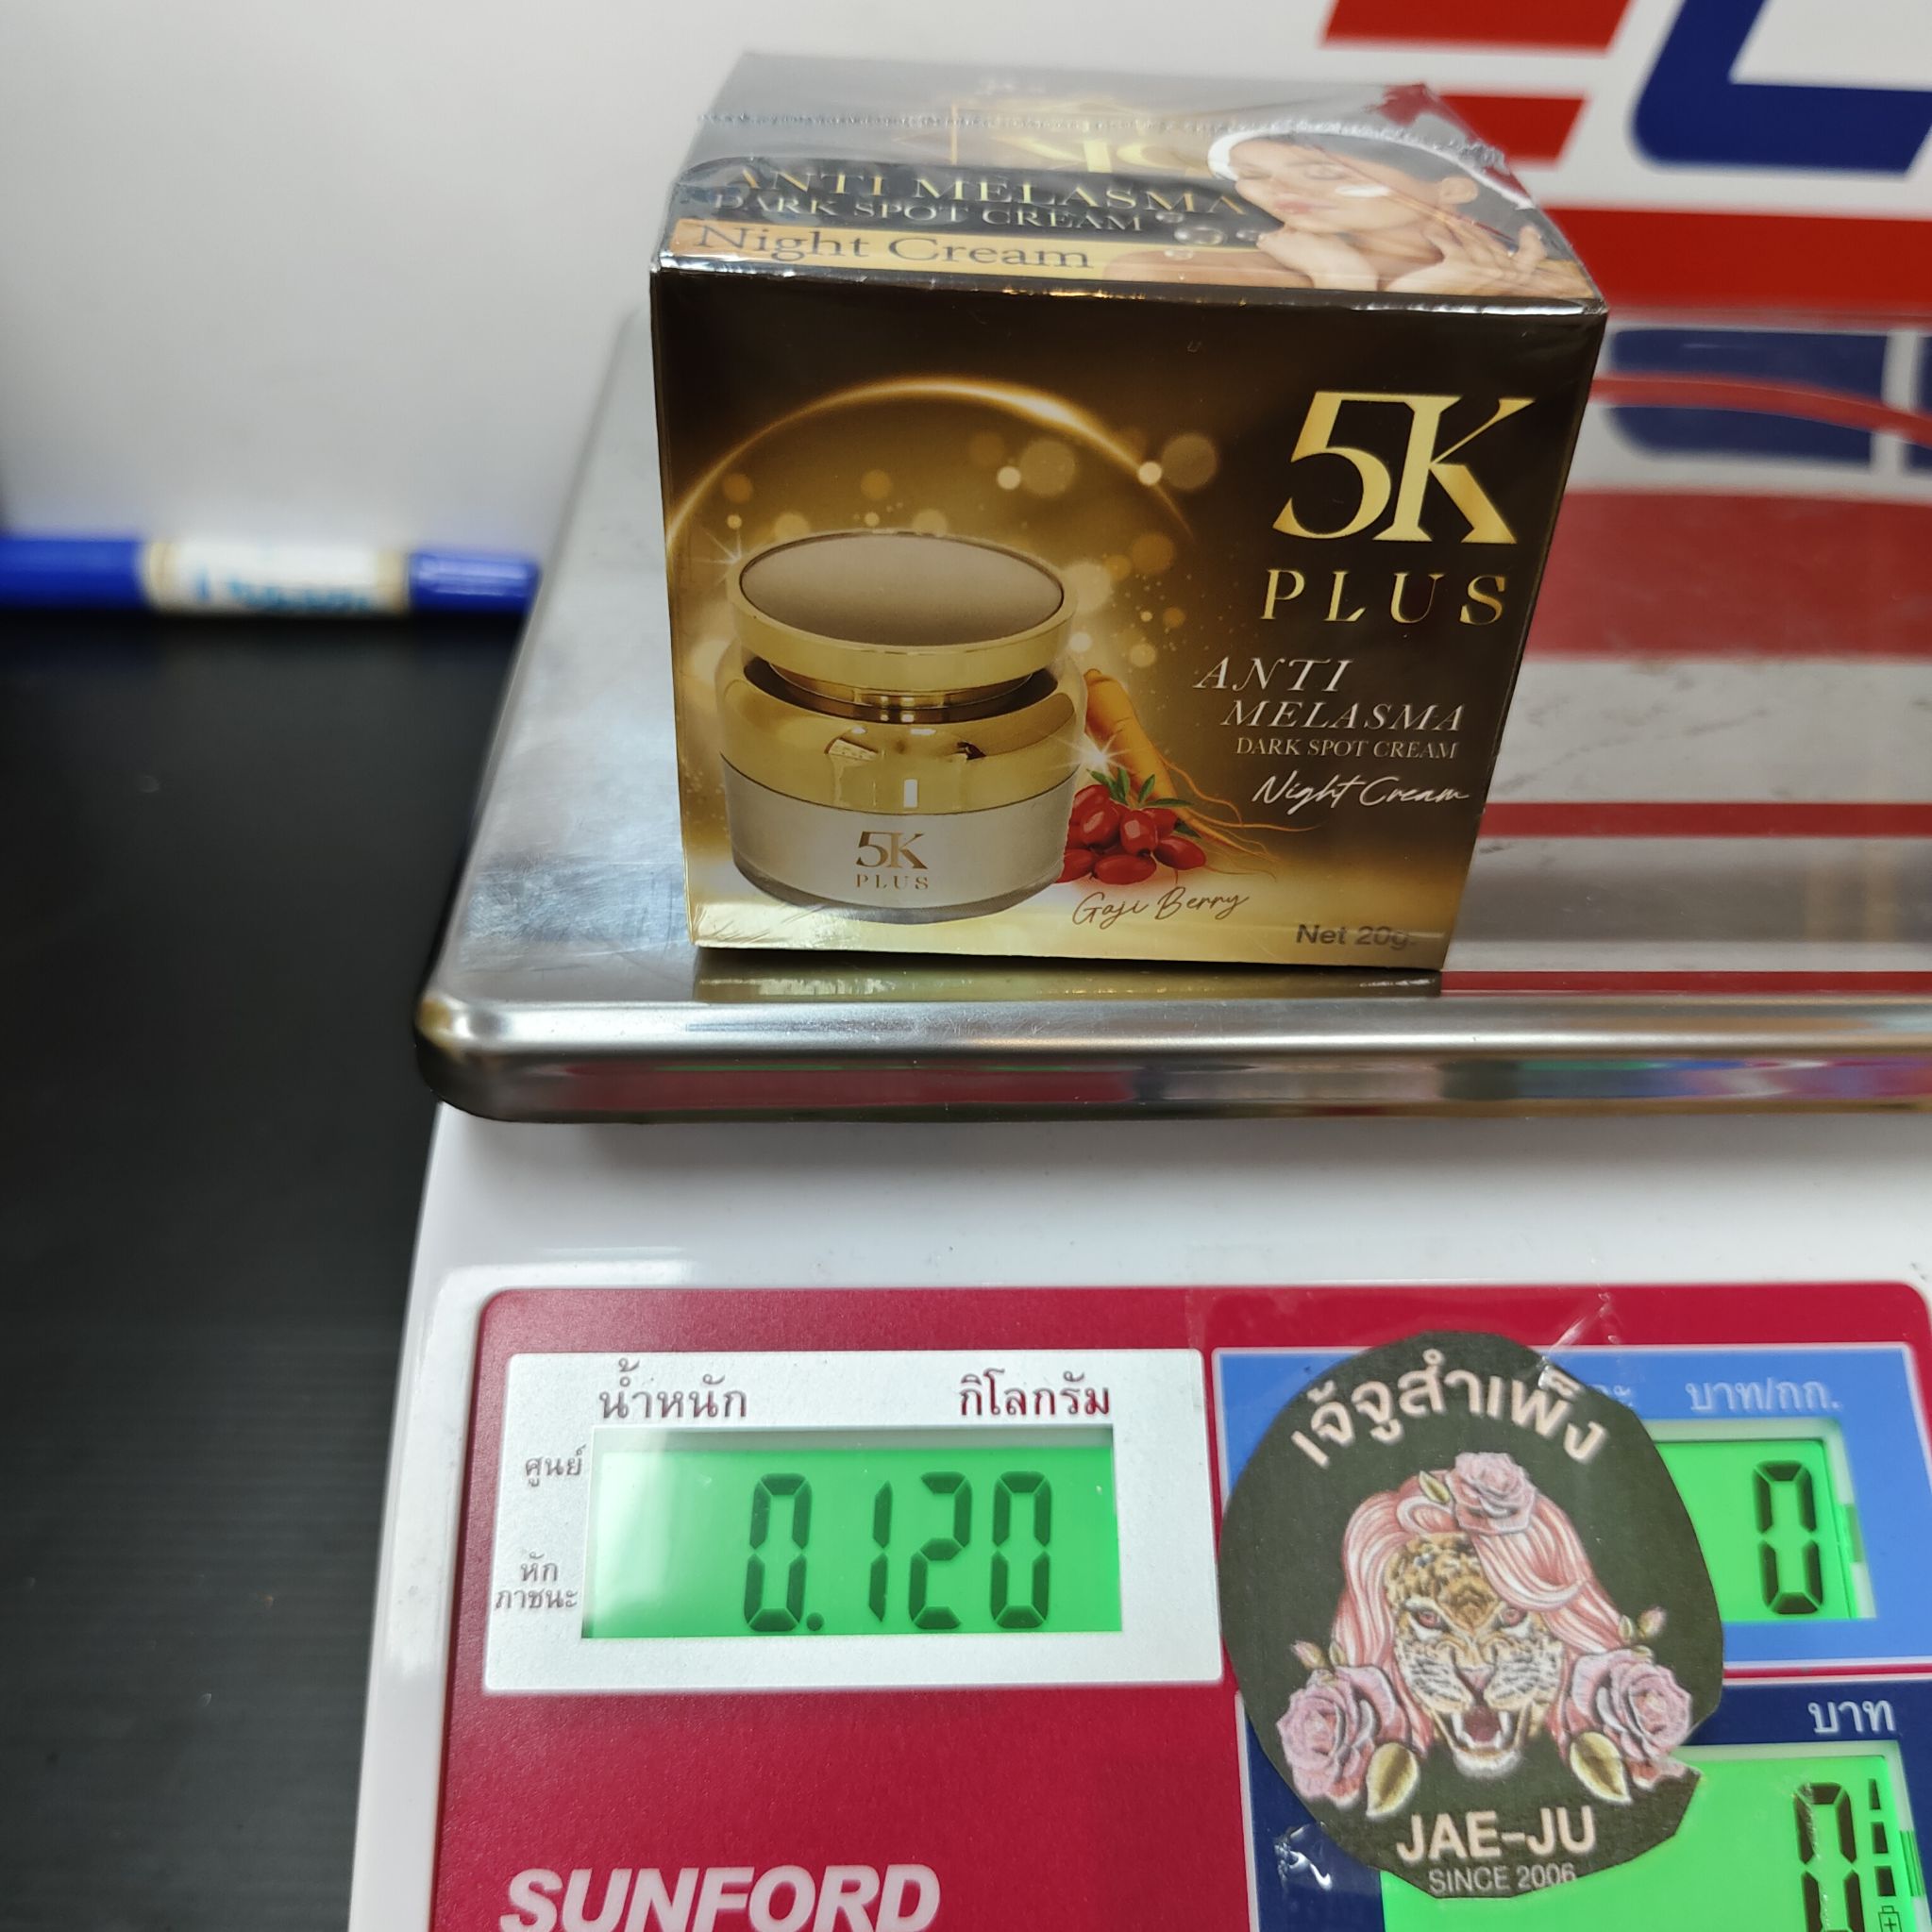 ANTI MELASMA
DARK SPOT CREAM
Night Cream
5K
PLUS
ANTI
MELASMA
DARK SPOT CREAM
Night Cream
5K
PLUS
Goji Berry
Net 20g.
น้ำหนัก กิโลกรัม
ศูนย์
หัก
ภาชนะ
0.120
บาท/กก.
0
บาท
เจ้จูสำเพ็ง
JAE-JU
SINCE 2006
SUNFORD